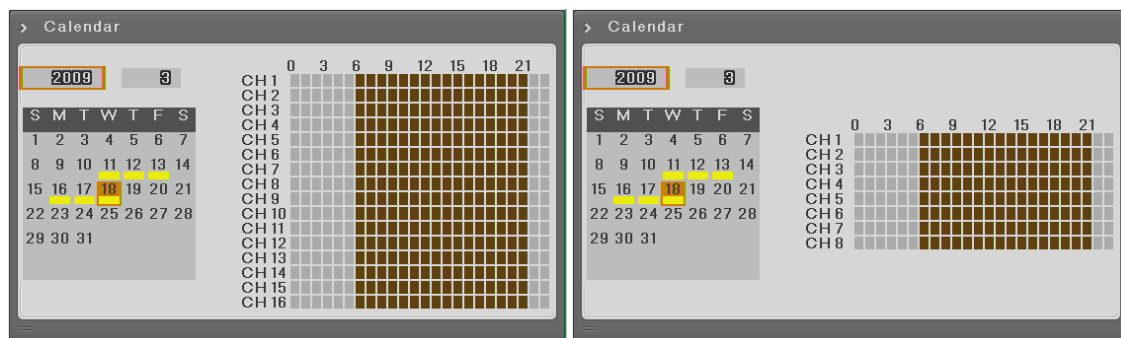 Calendar
2009 3
S M T W T F S
1 2 3 4 5 6 7
8 9 10 11 12 13 14
15 16 17 18 19 20 21
22 23 24 25 26 27 28
29 30 31
0 3 6 9 12 15 18 21
CH 1
CH 2
CH 3
CH 4
CH 5
CH 6
CH 7
CH 8
CH 9
CH 10
CH 11
CH 12
CH 13
CH 14
CH 15
CH 16
Calendar
2009 3
S M T W T F S
1 2 3 4 5 6 7
8 9 10 11 12 13 14
15 16 17 18 19 20 21
22 23 24 25 26 27 28
29 30 31
0 3 6 9 12 15 18 21
CH 1
CH 2
CH 3
CH 4
CH 5
CH 6
CH 7
CH 8